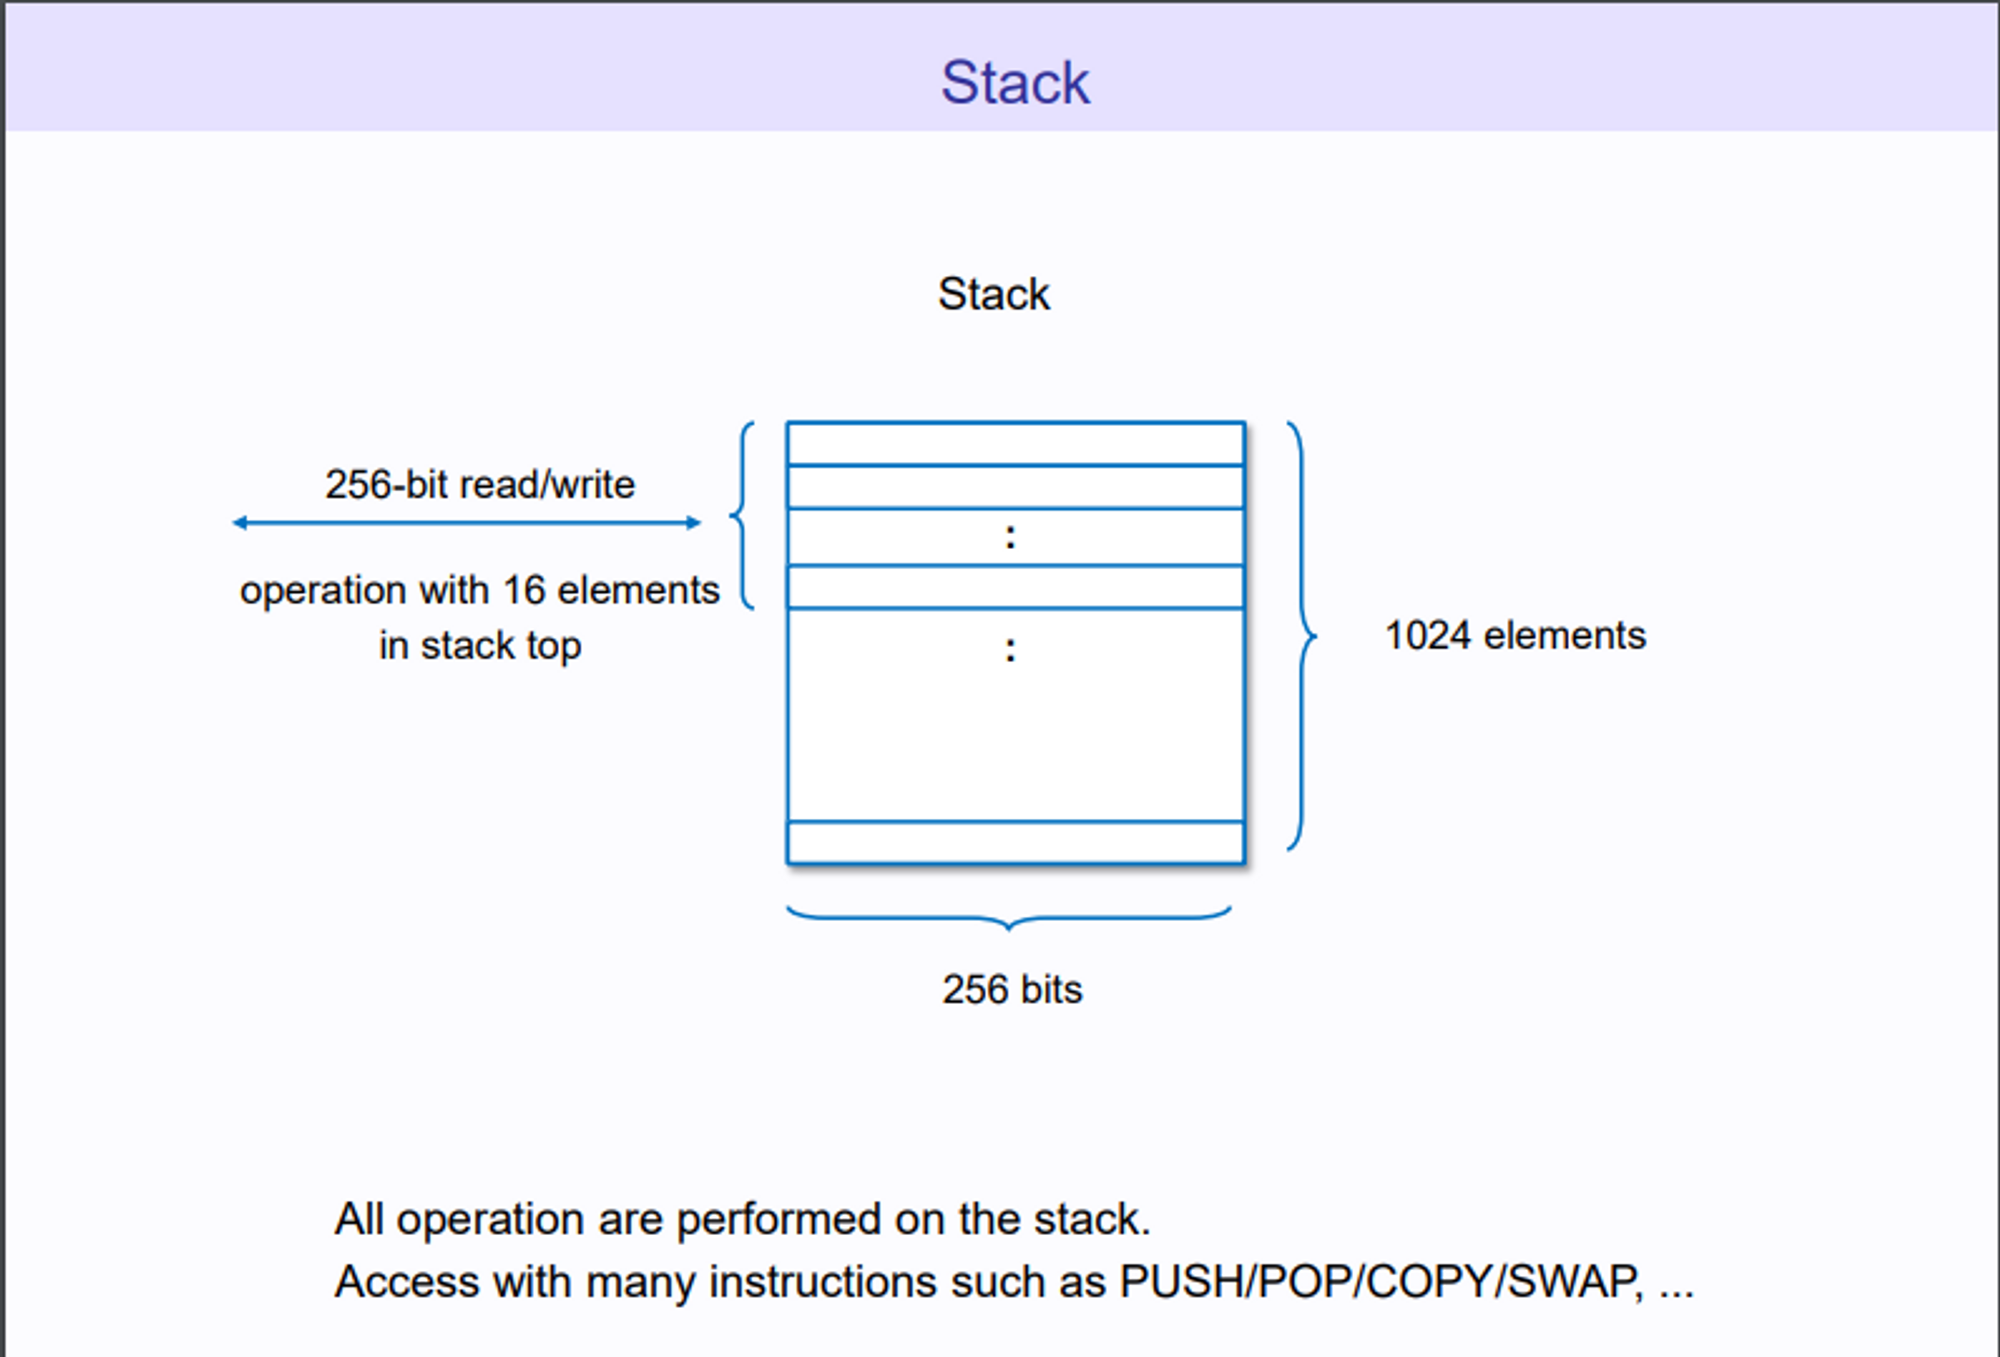 Stack
Stack
256-bit read/write
operation with 16 elements
in stack top
:
:
1024 elements
256 bits
All operation are performed on the stack.
Access with many instructions such as PUSH/POP/COPY/SWAP, ...